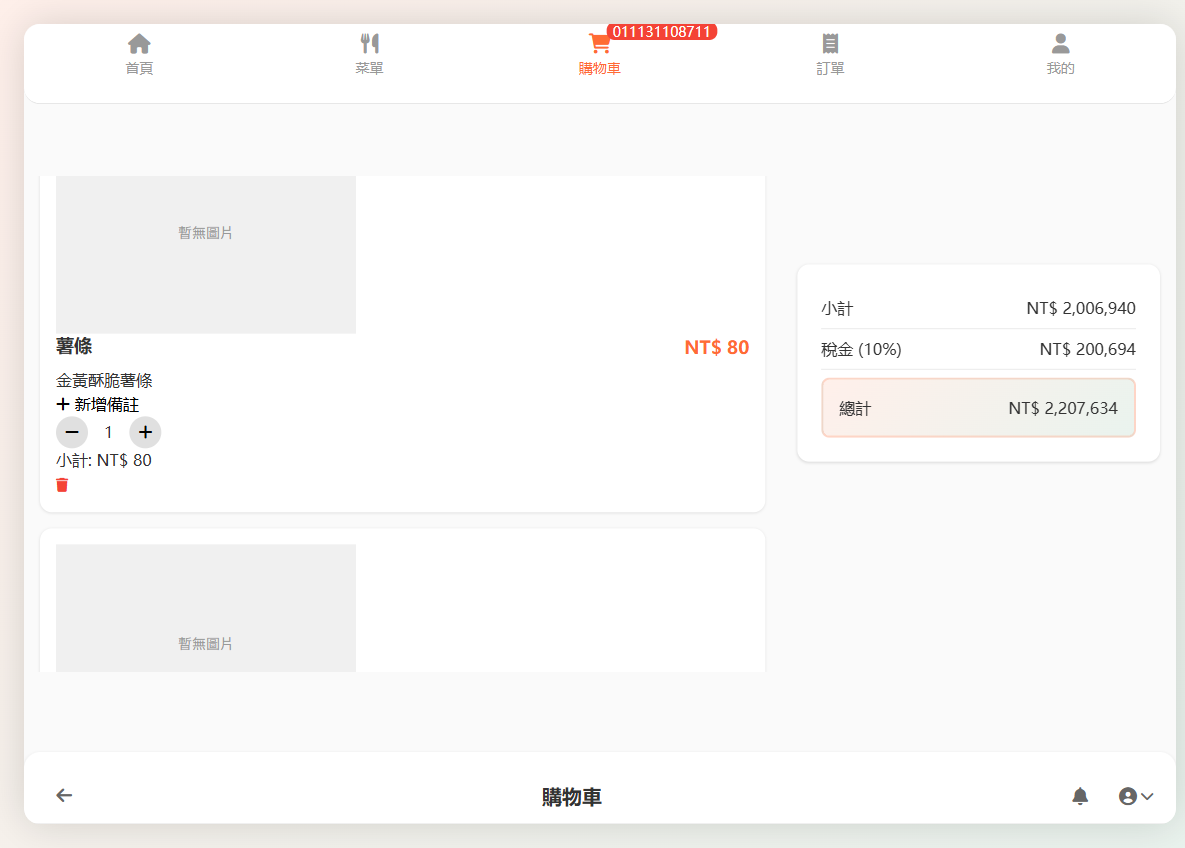 011131108711
首頁
菜單
購物車
訂單
我的
暫無圖片
薯條
NT$ 80
金黃酥脆薯條
新增備註
1
小計: NT$ 80
暫無圖片
小計 NT$ 2,006,940
稅金 (10%) NT$ 200,694
總計 NT$ 2,207,634
購物車